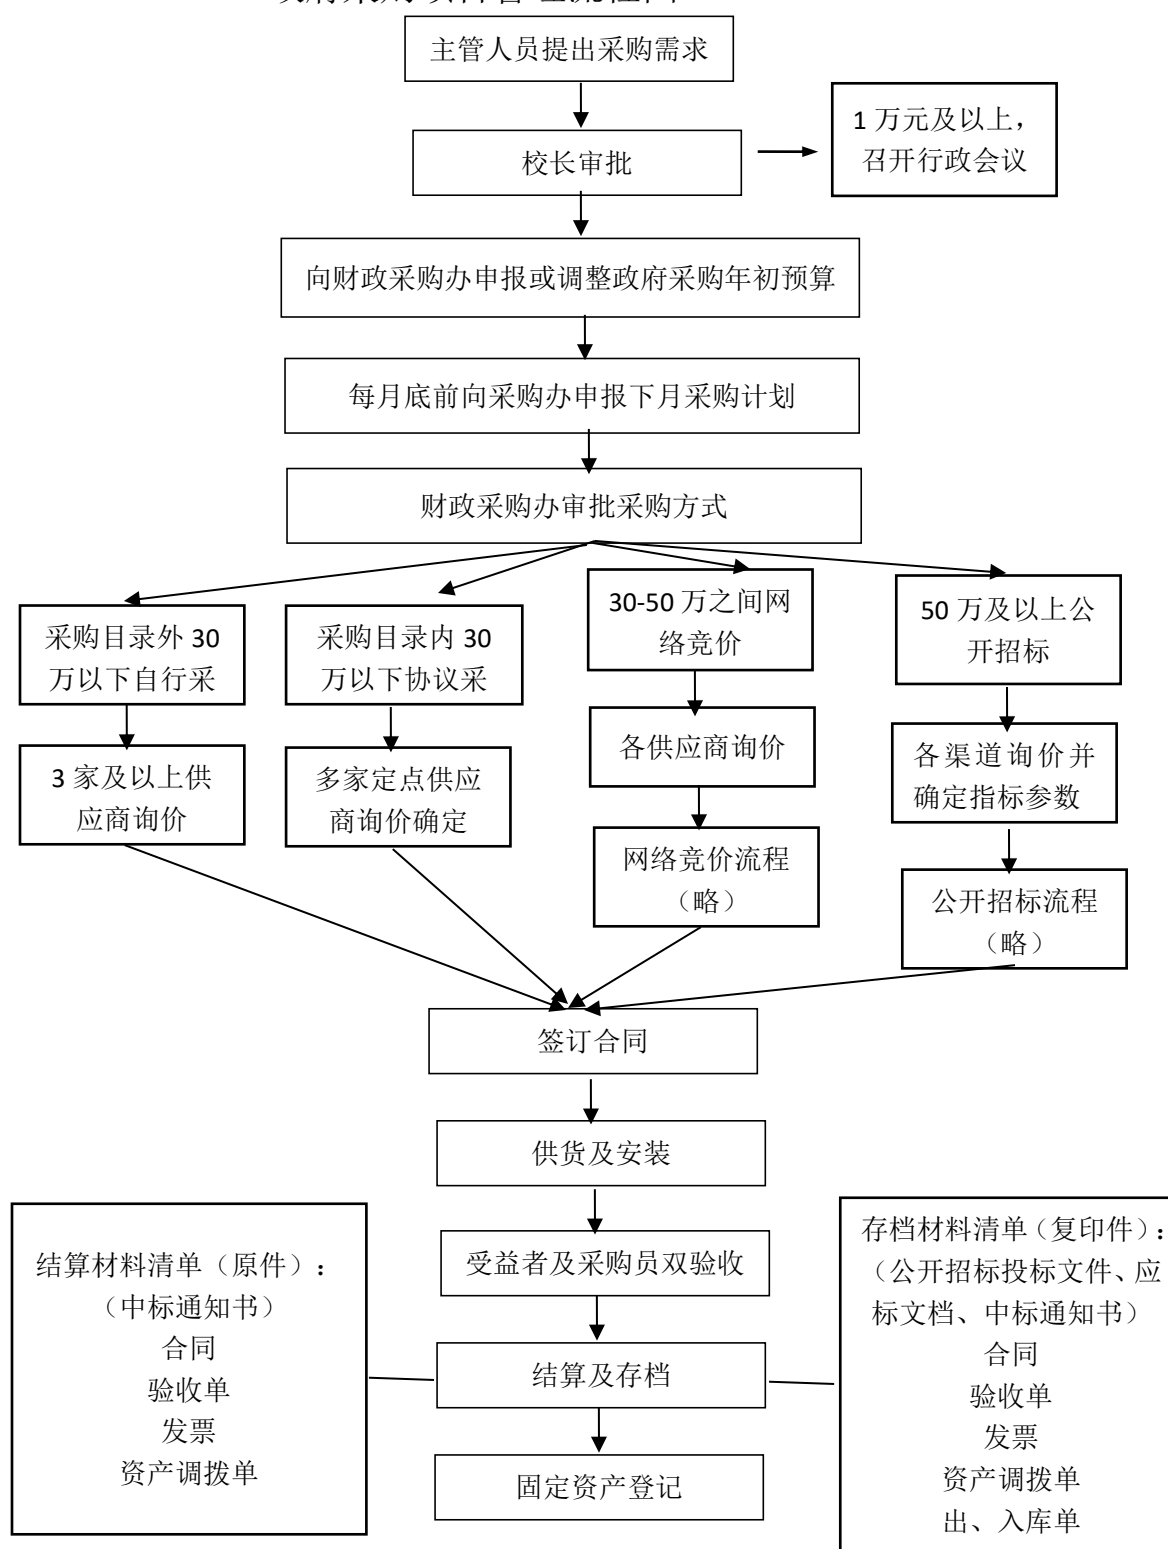 主管人员提出采购需求
1 万元及以上，
召开行政会议
校长审批
向财政采购办申报或调整政府采购年初预算
每月底前向采购办申报下月采购计划
财政采购办审批采购方式
采购目录外 30
万以下自行采
采购目录内 30
万以下协议采
30-50 万之间网
络竞价
50 万及以上公
开招标
3 家及以上供
应商询价
多家定点供应
商询价确定
各供应商询价
各渠道询价并
确定指标参数
网络竞价流程
（略）
公开招标流程
（略）
签订合同
供货及安装
受益者及采购员双验收
结算及存档
固定资产登记
结算材料清单（原件）：
（中标通知书）
合同
验收单
发票
资产调拨单
存档材料清单（复印件）：
（公开招标投标文件、应
标文档、中标通知书）
合同
验收单
发票
资产调拨单
出、入库单